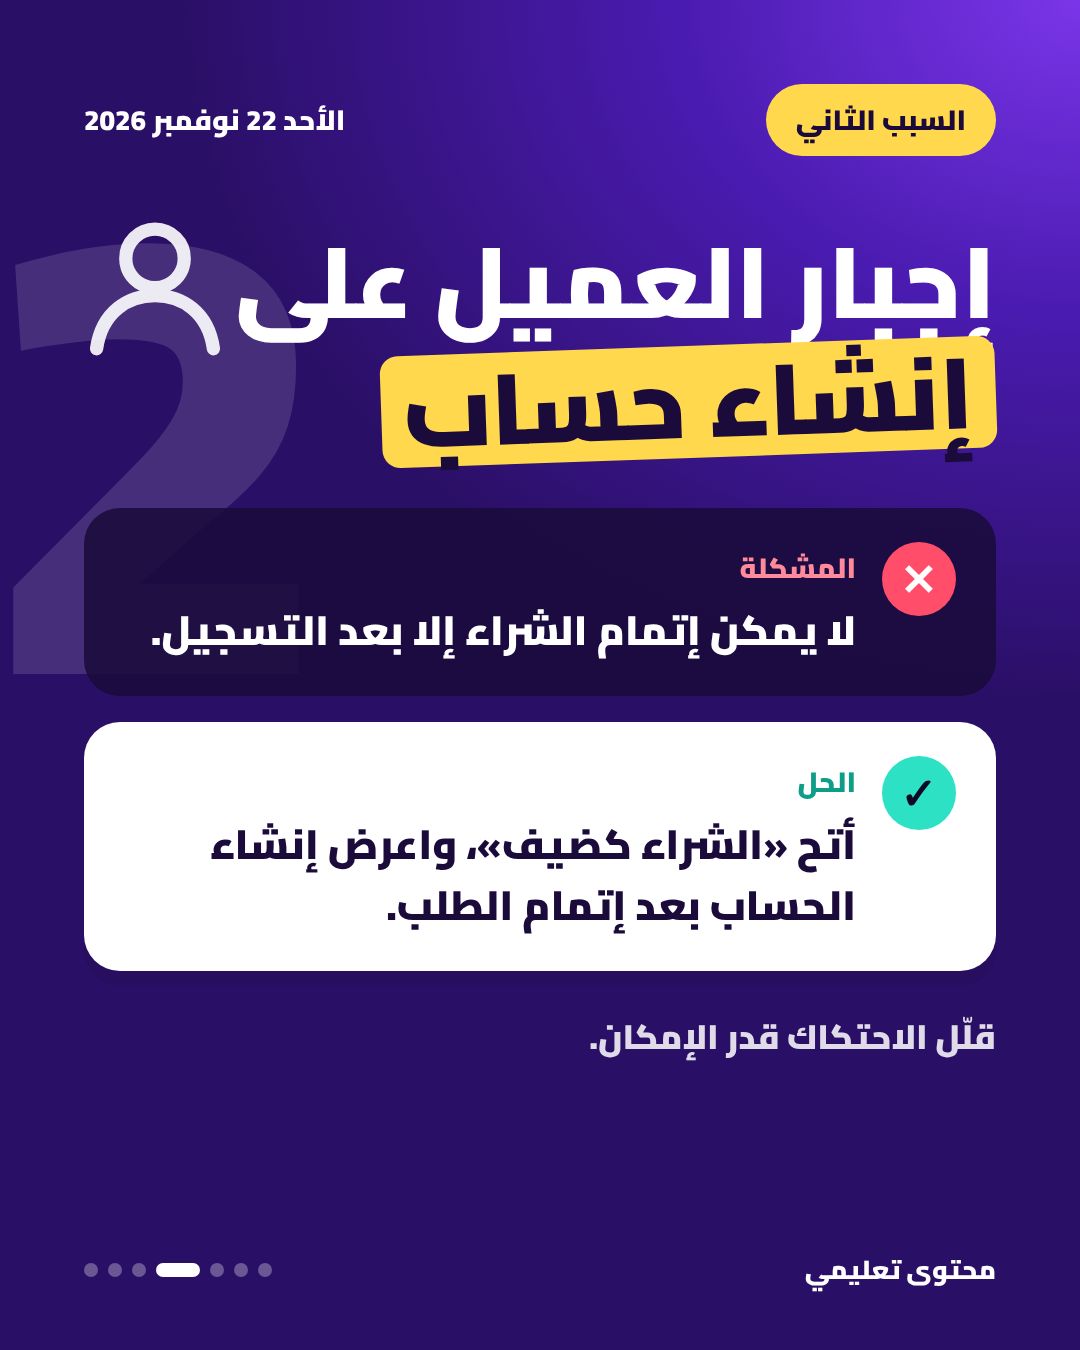 السبب الثاني
الأحد 22 نوفمبر 2026
2
إجبار العميل على
إنشاء حساب
المشكلة
لا يمكن إتمام الشراء إلا بعد التسجيل.
الحل
أتح «الشراء كضيف»، واعرض إنشاء
الحساب بعد إتمام الطلب.
قلّل الاحتكاك قدر الإمكان.
محتوى تعليمي